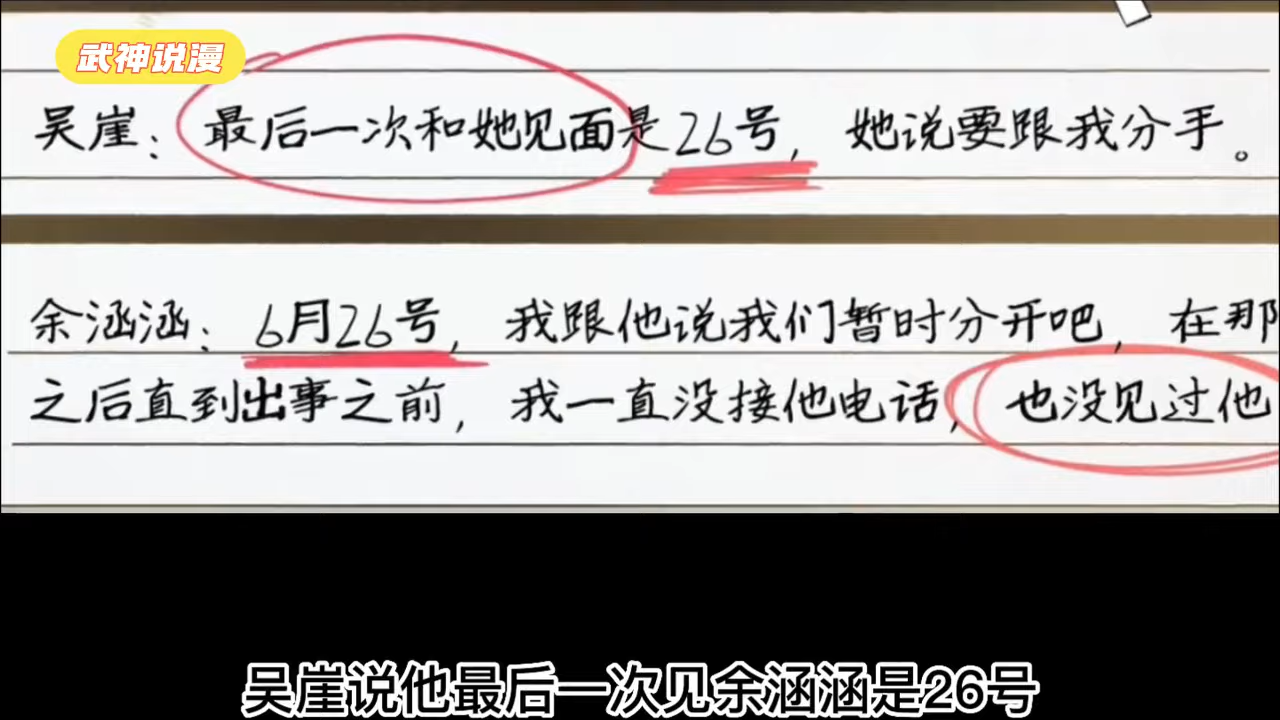 武神说漫
吴崖：最后一次和她见面是26号，她说要跟我分手。
余涵涵：6月26号，我跟他说我们暂时分开吧，在那
之后直到出事之前，我一直没接他电话，也没见过他
吴崖说他最后一次见余涵涵是26号